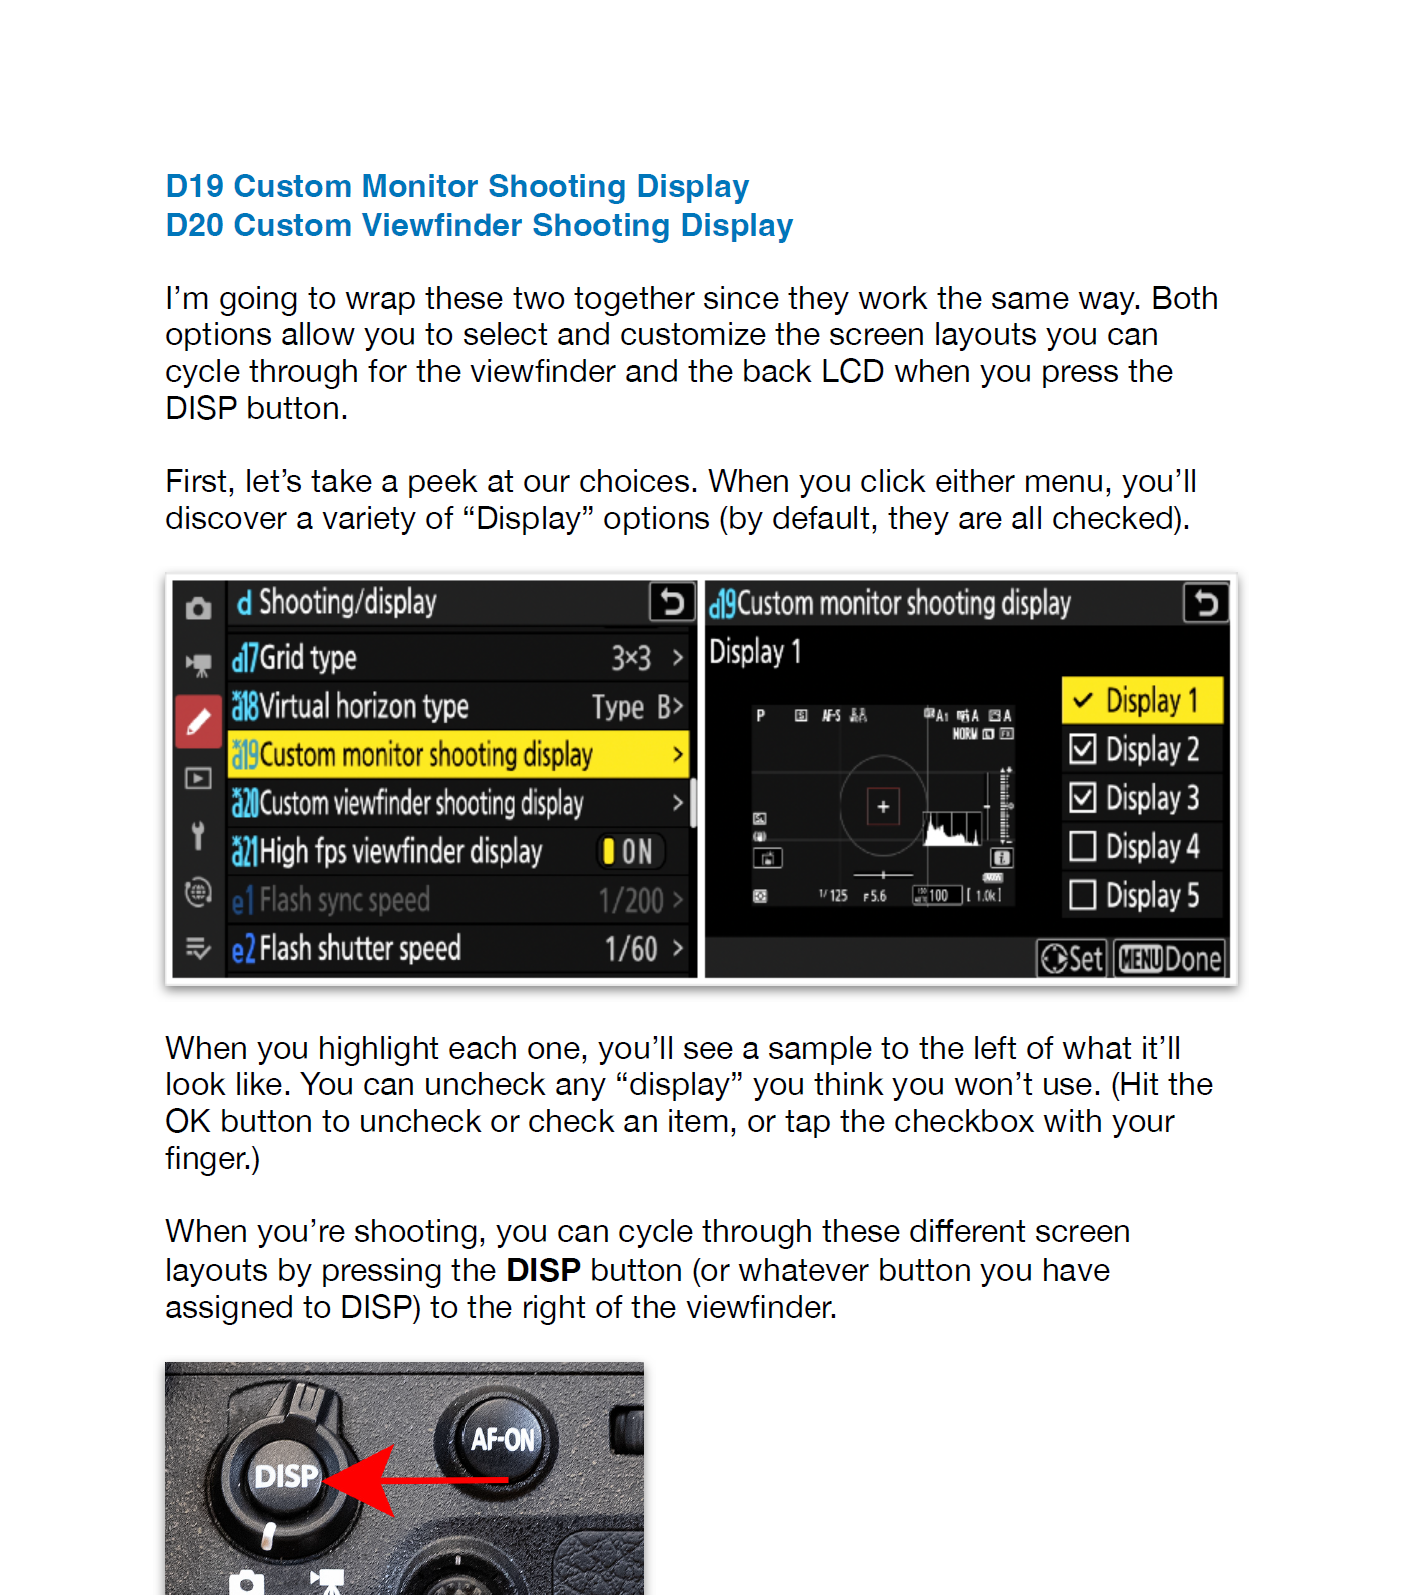 D19 Custom Monitor Shooting Display
D20 Custom Viewfinder Shooting Display
I’m going to wrap these two together since they work the same way. Both
options allow you to select and customize the screen layouts you can
cycle through for the viewfinder and the back LCD when you press the
DISP button.
First, let’s take a peek at our choices. When you click either menu, you’ll
discover a variety of “Display” options (by default, they are all checked).
d Shooting/display
d17 Grid type 3×3 >
d18 Virtual horizon type Type B>
d19 Custom monitor shooting display >
d20 Custom viewfinder shooting display >
d21 High fps viewfinder display ON
e1 Flash sync speed 1/200 >
e2 Flash shutter speed 1/60 >
d19 Custom monitor shooting display
Display 1
P S AF-S A1 A A
NORM L FX
1/125 F5.6 ISO 100 [ 1.0k]
Display 1
Display 2
Display 3
Display 4
Display 5
Set MENU Done
When you highlight each one, you’ll see a sample to the left of what it’ll
look like. You can uncheck any “display” you think you won’t use. (Hit the
OK button to uncheck or check an item, or tap the checkbox with your
finger.)
When you’re shooting, you can cycle through these different screen
layouts by pressing the DISP button (or whatever button you have
assigned to DISP) to the right of the viewfinder.
AF-ON
DISP